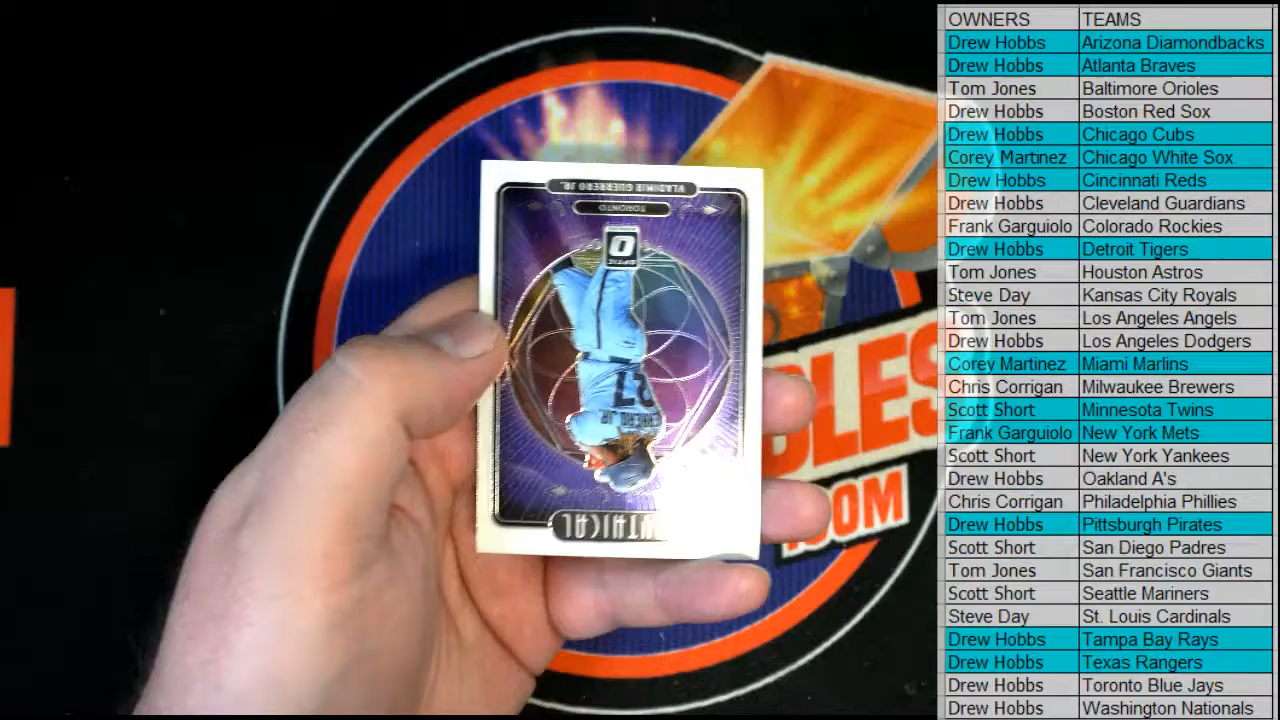 VLADIMIR GUERRERO JR.
TORONTO
OPTIC
27
OWNERS TEAMS
Drew Hobbs Arizona Diamondbacks
Drew Hobbs Atlanta Braves
Tom Jones Baltimore Orioles
Drew Hobbs Boston Red Sox
Drew Hobbs Chicago Cubs
Corey Martinez Chicago White Sox
Drew Hobbs Cincinnati Reds
Drew Hobbs Cleveland Guardians
Frank Garguiolo Colorado Rockies
Drew Hobbs Detroit Tigers
Tom Jones Houston Astros
Steve Day Kansas City Royals
Tom Jones Los Angeles Angels
Drew Hobbs Los Angeles Dodgers
Corey Martinez Miami Marlins
Chris Corrigan Milwaukee Brewers
Scott Short Minnesota Twins
Frank Garguiolo New York Mets
Scott Short New York Yankees
Drew Hobbs Oakland A's
Chris Corrigan Philadelphia Phillies
Drew Hobbs Pittsburgh Pirates
Scott Short San Diego Padres
Tom Jones San Francisco Giants
Scott Short Seattle Mariners
Steve Day St. Louis Cardinals
Drew Hobbs Tampa Bay Rays
Drew Hobbs Texas Rangers
Drew Hobbs Toronto Blue Jays
Drew Hobbs Washington Nationals